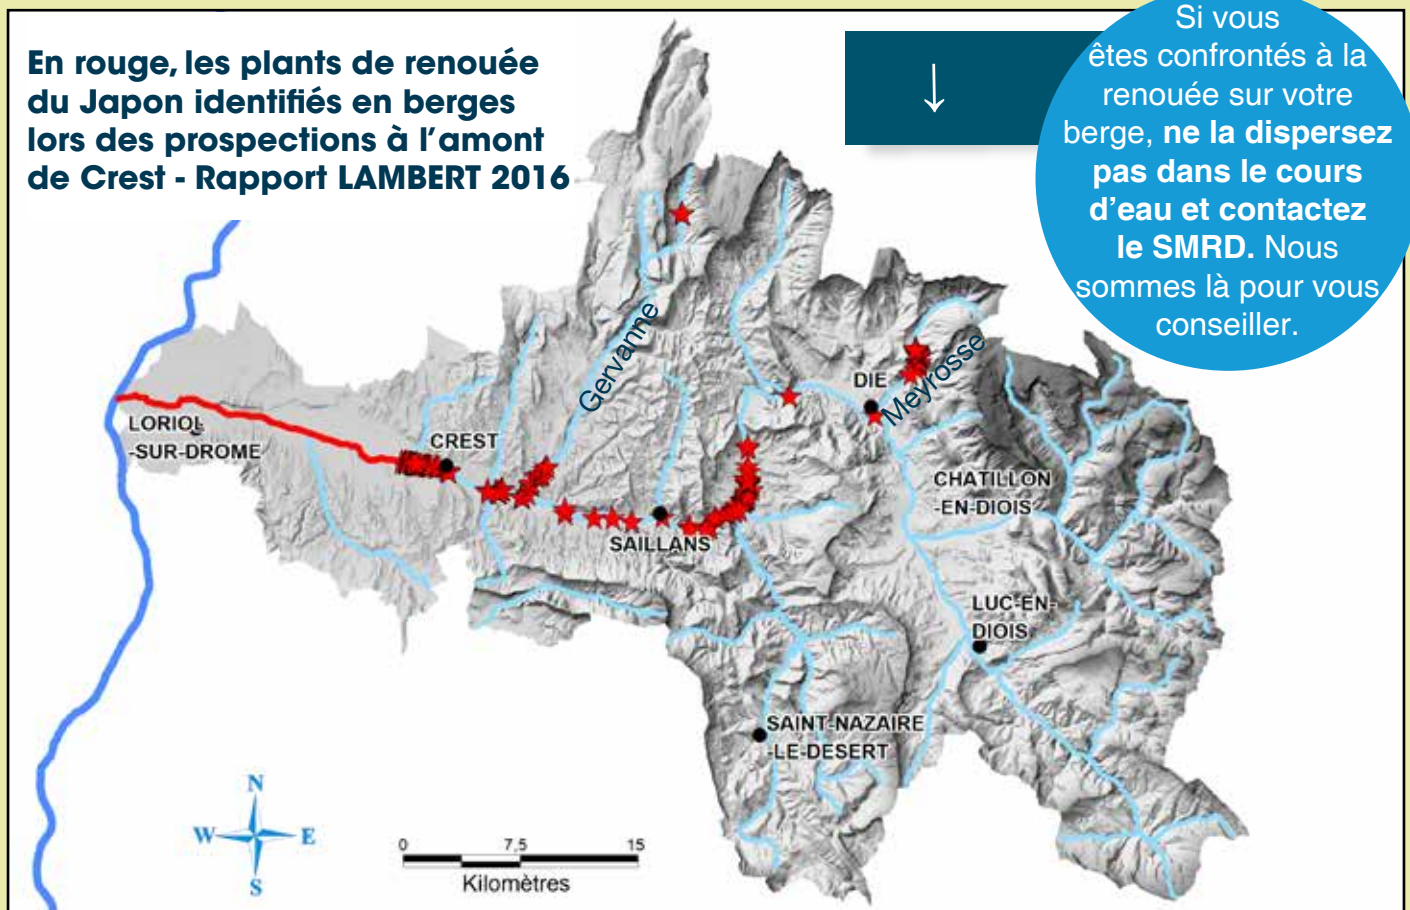 En rouge, les plants de renouée
du Japon identifiés en berges
lors des prospections à l'amont
de Crest - Rapport LAMBERT 2016
↓
Si vous
êtes confrontés à la
renouée sur votre
berge, ne la dispersez
pas dans le cours
d'eau et contactez
le SMRD. Nous
sommes là pour vous
conseiller.
Gervanne
Meyrosse
DIE
LORIOL
-SUR-DROME
CREST
CHATILLON
-EN-DIOIS
SAILLANS
LUC-EN-
DIOIS
SAINT-NAZAIRE
-LE-DESERT
N
W E
S
0 7,5 15
Kilomètres